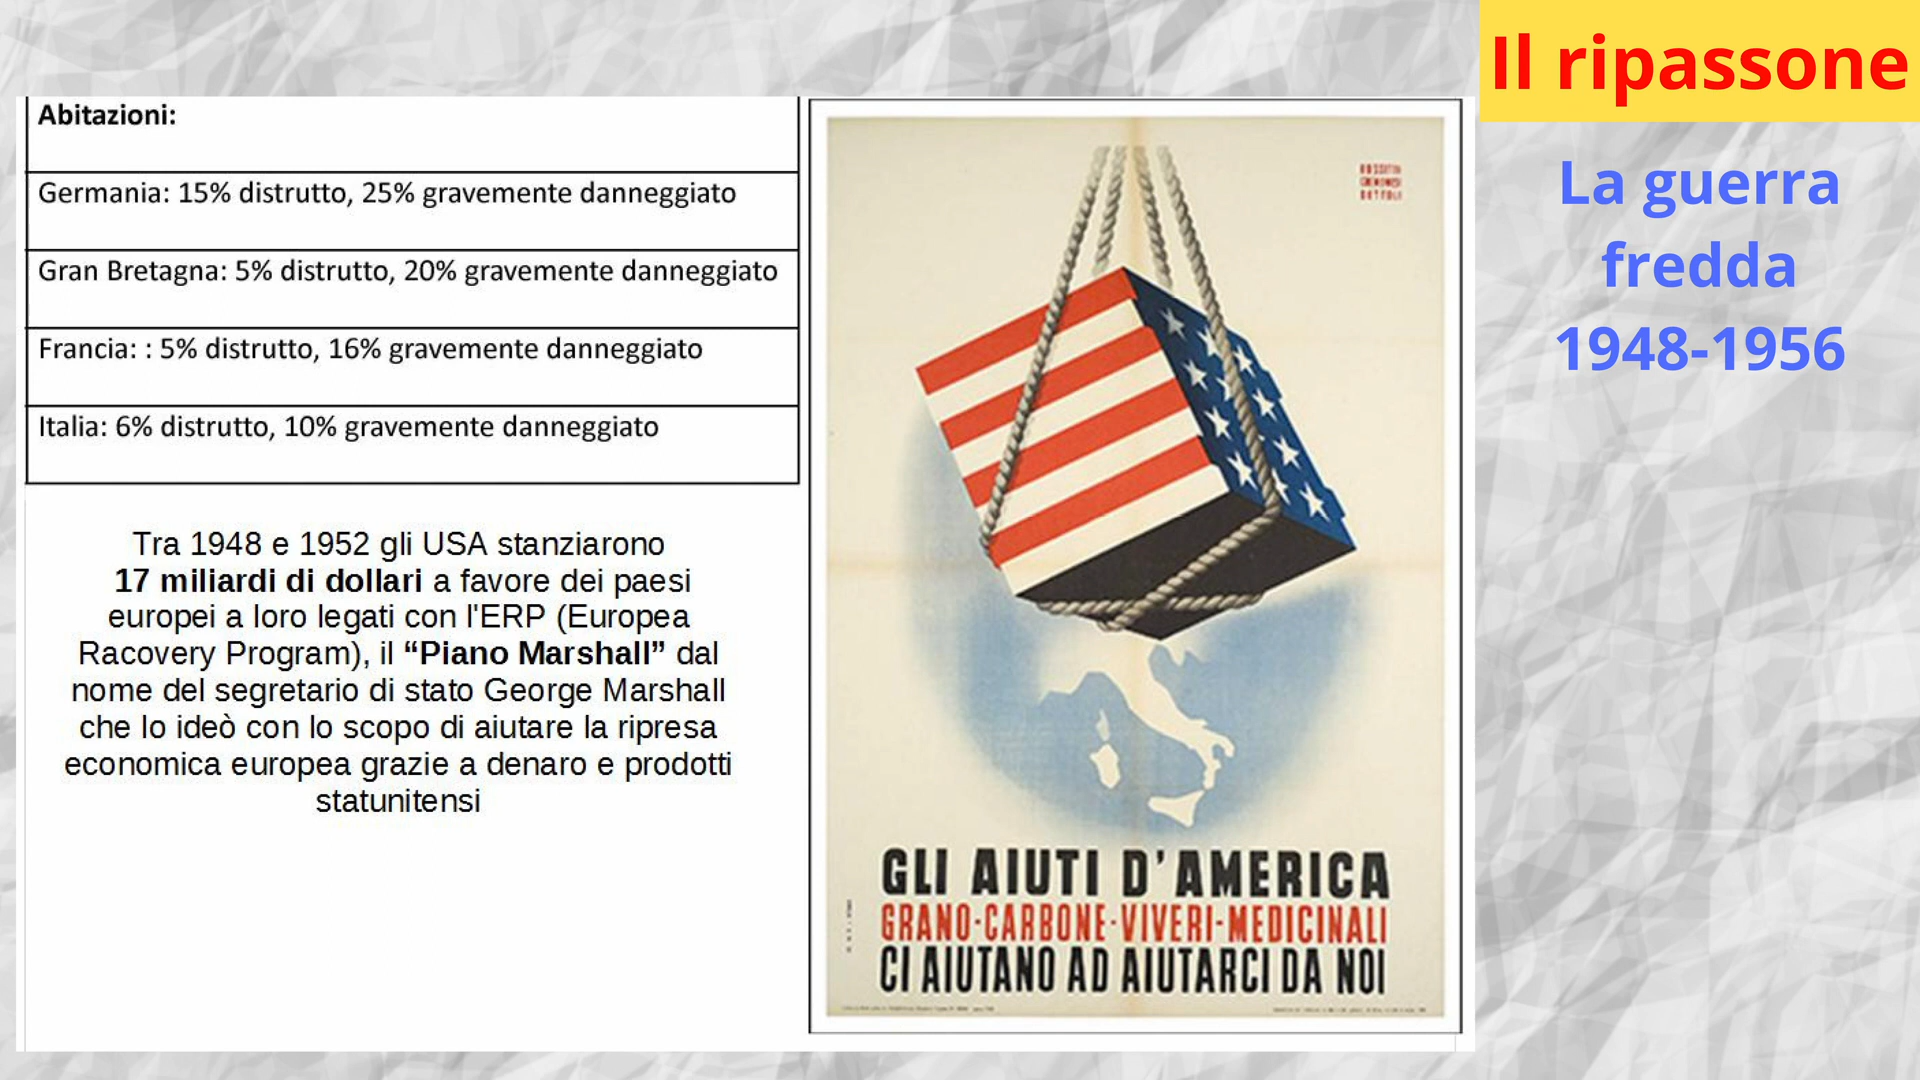 Il ripassone
La guerra
fredda
1948-1956
Abitazioni:
Germania: 15% distrutto, 25% gravemente danneggiato
Gran Bretagna: 5% distrutto, 20% gravemente danneggiato
Francia: : 5% distrutto, 16% gravemente danneggiato
Italia: 6% distrutto, 10% gravemente danneggiato
Tra 1948 e 1952 gli USA stanziarono
17 miliardi di dollari a favore dei paesi
europei a loro legati con l'ERP (Europea
Racovery Program), il “Piano Marshall” dal
nome del segretario di stato George Marshall
che lo ideò con lo scopo di aiutare la ripresa
economica europea grazie a denaro e prodotti
statunitensi
GLI AIUTI D'AMERICA
GRANO-CARBONE-VIVERI-MEDICINALI
CI AIUTANO AD AIUTARCI DA NOI